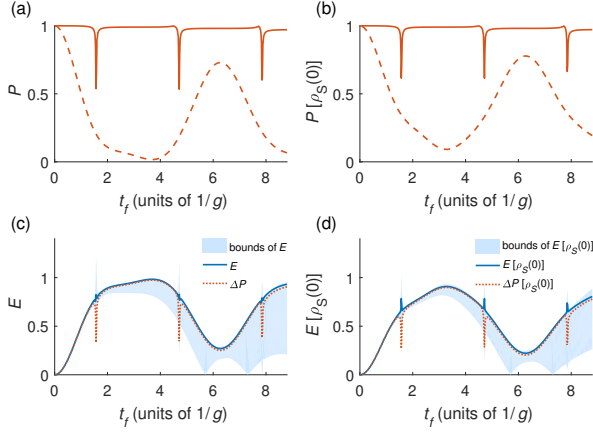 (a)
(b)
1
0.5
0
P
0 2 4 6 8
t_f (units of 1/g)
1
0.5
0
P [ρ_S(0)]
0 2 4 6 8
t_f (units of 1/g)
(c)
(d)
1
0.5
0
E
bounds of E
E
ΔP
0 2 4 6 8
t_f (units of 1/g)
1
0.5
0
E [ρ_S(0)]
bounds of E [ρ_S(0)]
E [ρ_S(0)]
ΔP [ρ_S(0)]
0 2 4 6 8
t_f (units of 1/g)